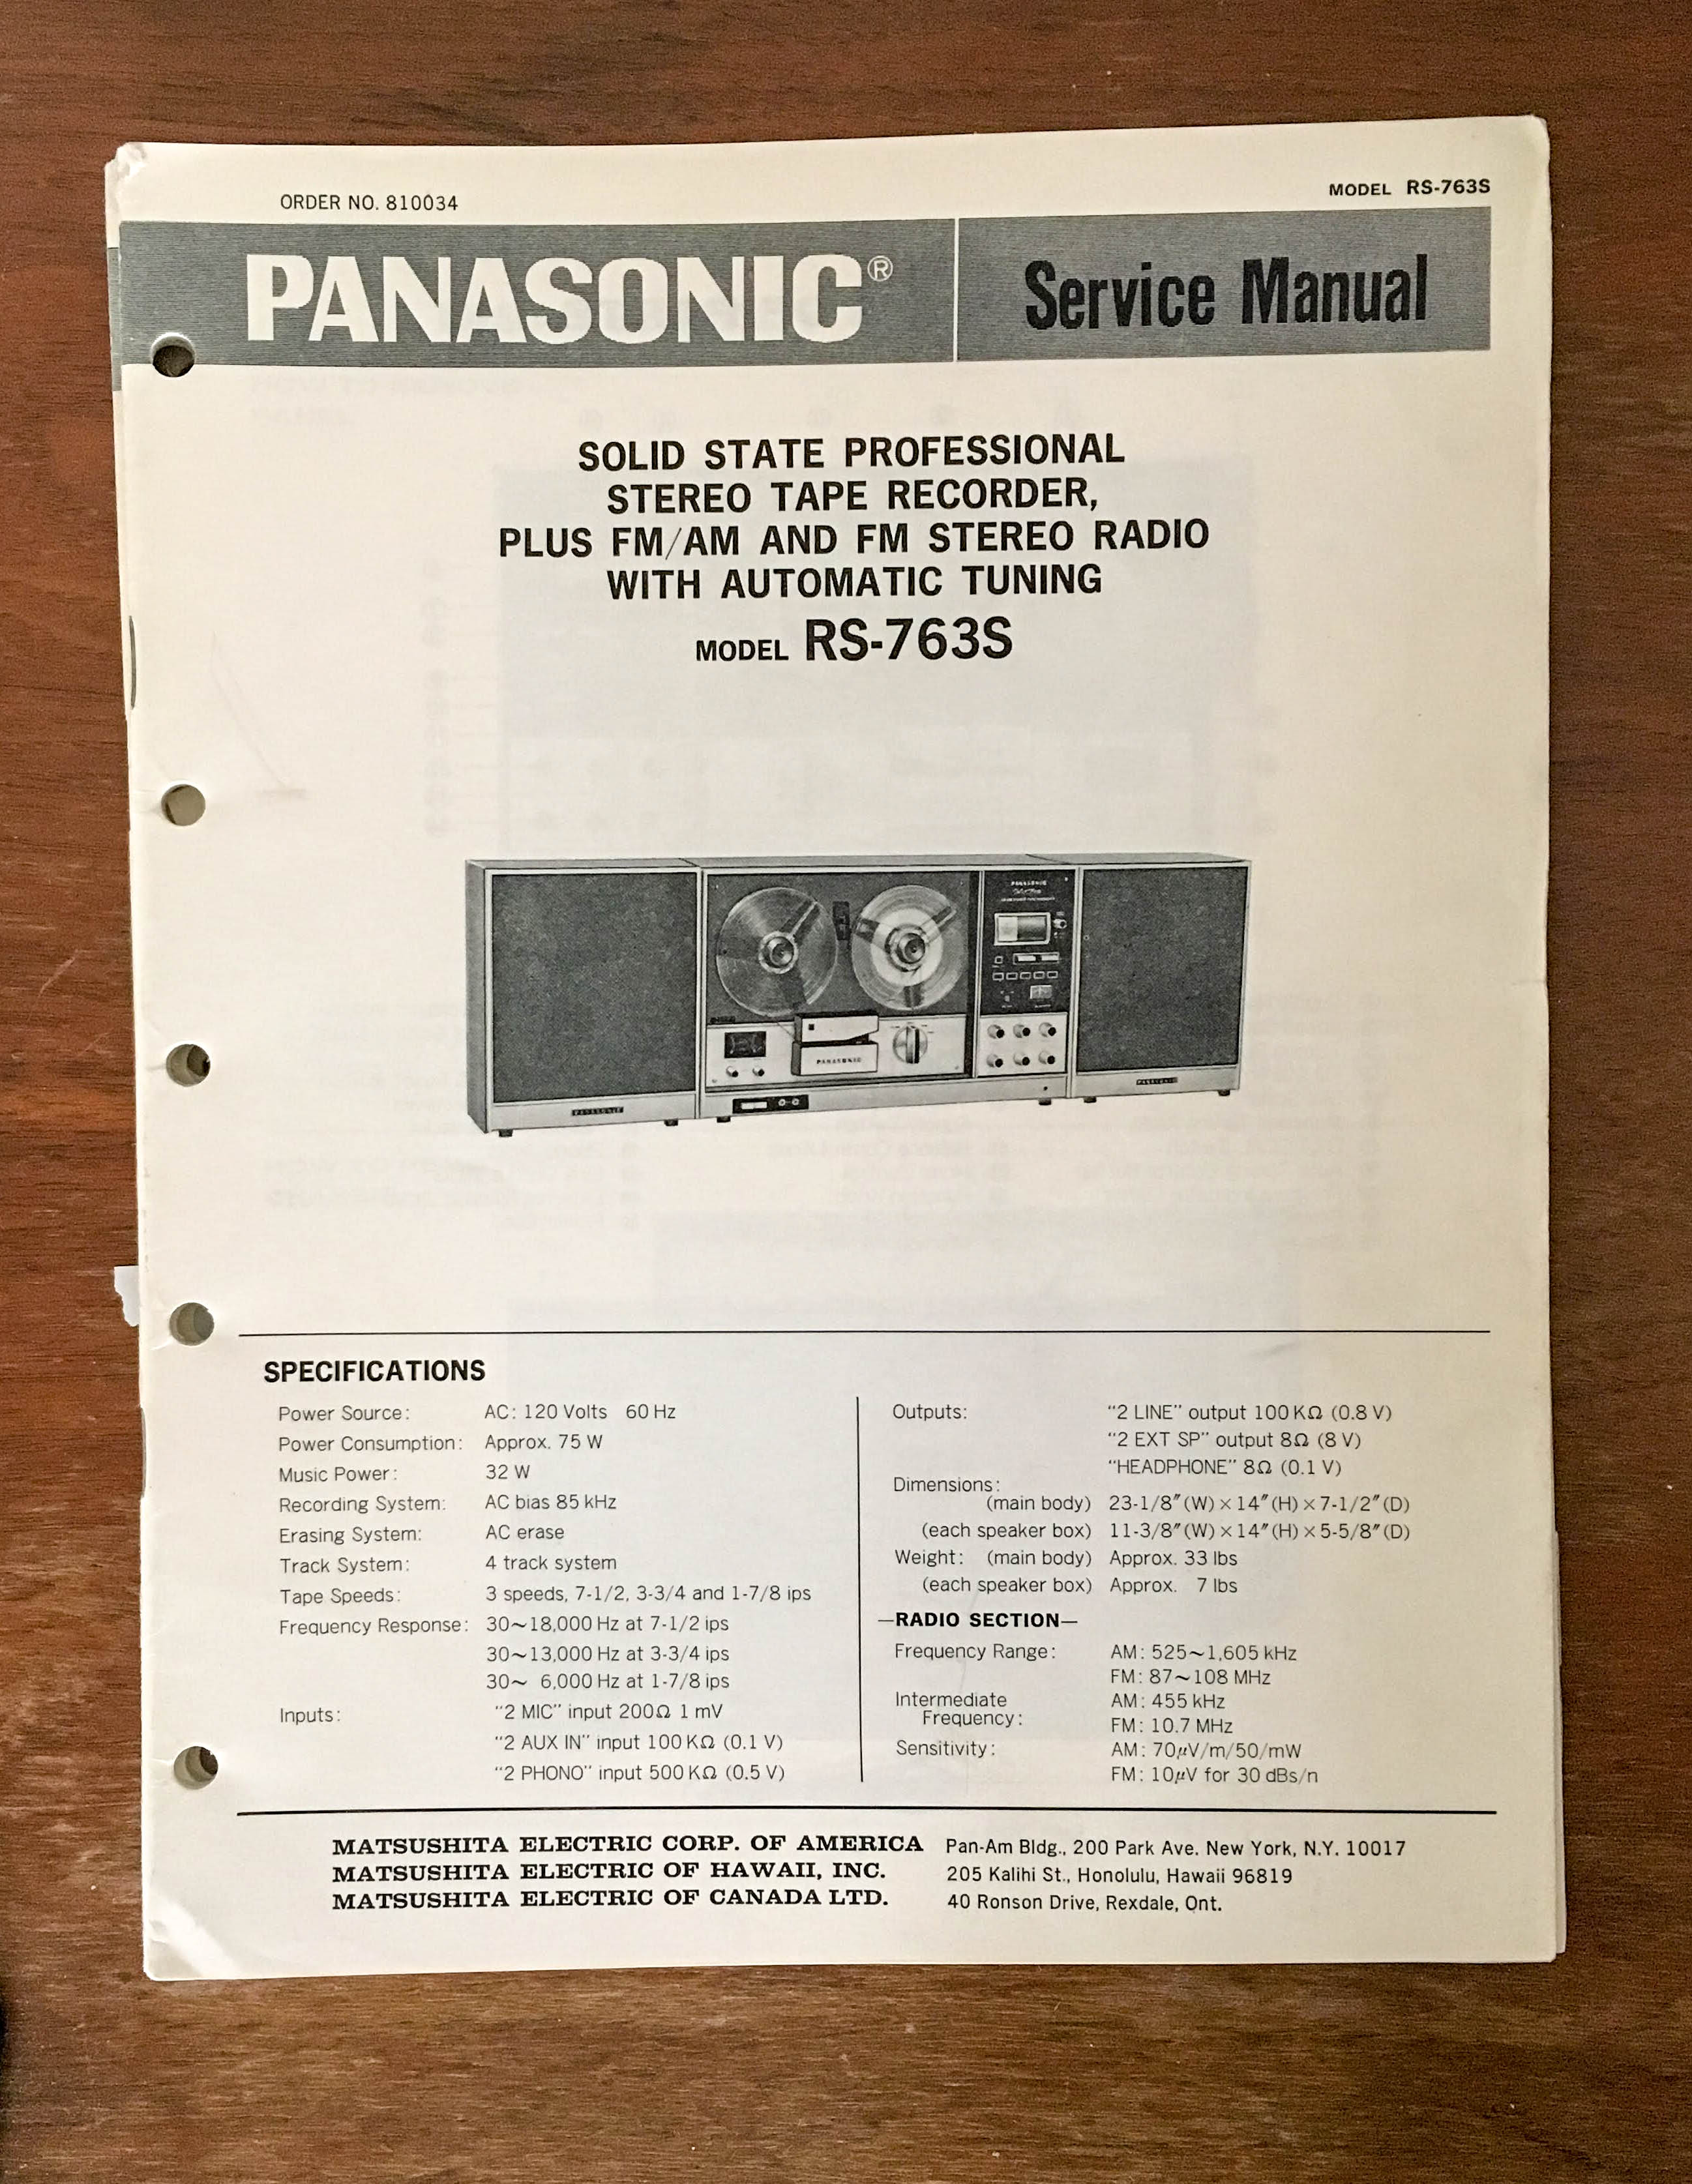 ORDER NO. 810034
MODEL RS-763S
PANASONIC®
Service Manual
SOLID STATE PROFESSIONAL
STEREO TAPE RECORDER,
PLUS FM/AM AND FM STEREO RADIO
WITH AUTOMATIC TUNING
MODEL RS-763S
PANASONIC
PANASONIC
PANASONIC
PANASONIC
SPECIFICATIONS
Power Source: AC: 120 Volts 60 Hz
Power Consumption: Approx. 75 W
Music Power: 32 W
Recording System: AC bias 85 kHz
Erasing System: AC erase
Track System: 4 track system
Tape Speeds: 3 speeds, 7-1/2, 3-3/4 and 1-7/8 ips
Frequency Response: 30~18,000 Hz at 7-1/2 ips
30~13,000 Hz at 3-3/4 ips
30~ 6,000 Hz at 1-7/8 ips
Inputs: "2 MIC" input 200Ω 1 mV
"2 AUX IN" input 100 KΩ (0.1 V)
"2 PHONO" input 500 KΩ (0.5 V)
Outputs: "2 LINE" output 100 KΩ (0.8 V)
"2 EXT SP" output 8Ω (8 V)
"HEADPHONE" 8Ω (0.1 V)
Dimensions:
(main body) 23-1/8″(W)×14″(H)×7-1/2″(D)
(each speaker box) 11-3/8″(W)×14″(H)×5-5/8″(D)
Weight: (main body) Approx. 33 lbs
(each speaker box) Approx. 7 lbs
—RADIO SECTION—
Frequency Range: AM: 525~1,605 kHz
FM: 87~108 MHz
Intermediate
Frequency: AM: 455 kHz
FM: 10.7 MHz
Sensitivity: AM: 70μV/m/50/mW
FM: 10μV for 30 dBs/n
MATSUSHITA ELECTRIC CORP. OF AMERICA Pan-Am Bldg., 200 Park Ave. New York, N.Y. 10017
MATSUSHITA ELECTRIC OF HAWAII, INC. 205 Kalihi St., Honolulu, Hawaii 96819
MATSUSHITA ELECTRIC OF CANADA LTD. 40 Ronson Drive, Rexdale, Ont.